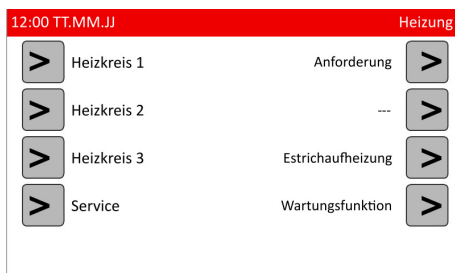 12:00 TT.MM.JJ Heizung
> Heizkreis 1 Anforderung >
> Heizkreis 2 --- >
> Heizkreis 3 Estrichaufheizung >
> Service Wartungsfunktion >